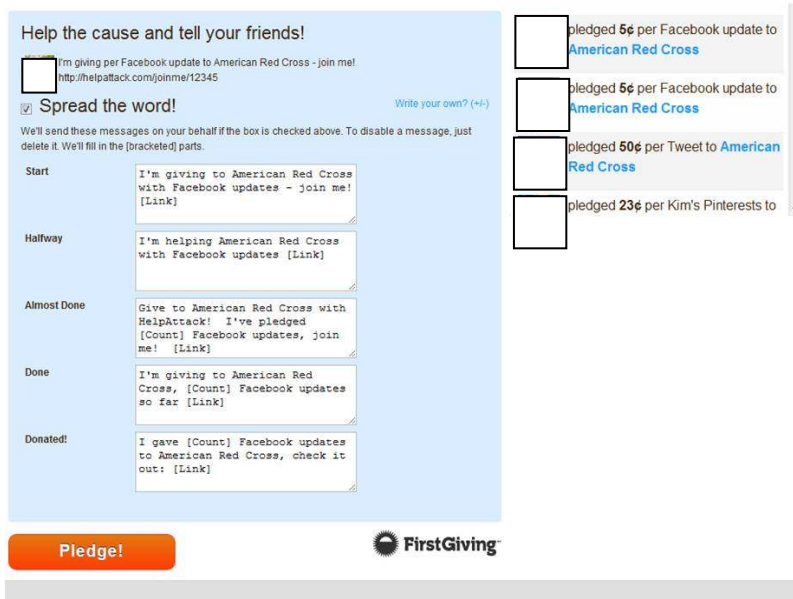 Help the cause and tell your friends!
I'm giving per Facebook update to American Red Cross - join me!
http://helpattack.com/joinme/12345
Spread the word!
Write your own? (+/-)
We'll send these messages on your behalf if the box is checked above. To disable a message, just
delete it. We'll fill in the [bracketed] parts.
Start
I'm giving to American Red Cross
with Facebook updates - join me!
[Link]
Halfway
I'm helping American Red Cross
with Facebook updates [Link]
Almost Done
Give to American Red Cross with
HelpAttack!  I've pledged
[Count] Facebook updates, join
me!  [Link]
Done
I'm giving to American Red
Cross, [Count] Facebook updates
so far [Link]
Donated!
I gave [Count] Facebook updates
to American Red Cross, check it
out: [Link]
Pledge!
FirstGiving
pledged 5¢ per Facebook update to
American Red Cross
pledged 5¢ per Facebook update to
American Red Cross
pledged 50¢ per Tweet to American
Red Cross
pledged 23¢ per Kim's Pinterests to